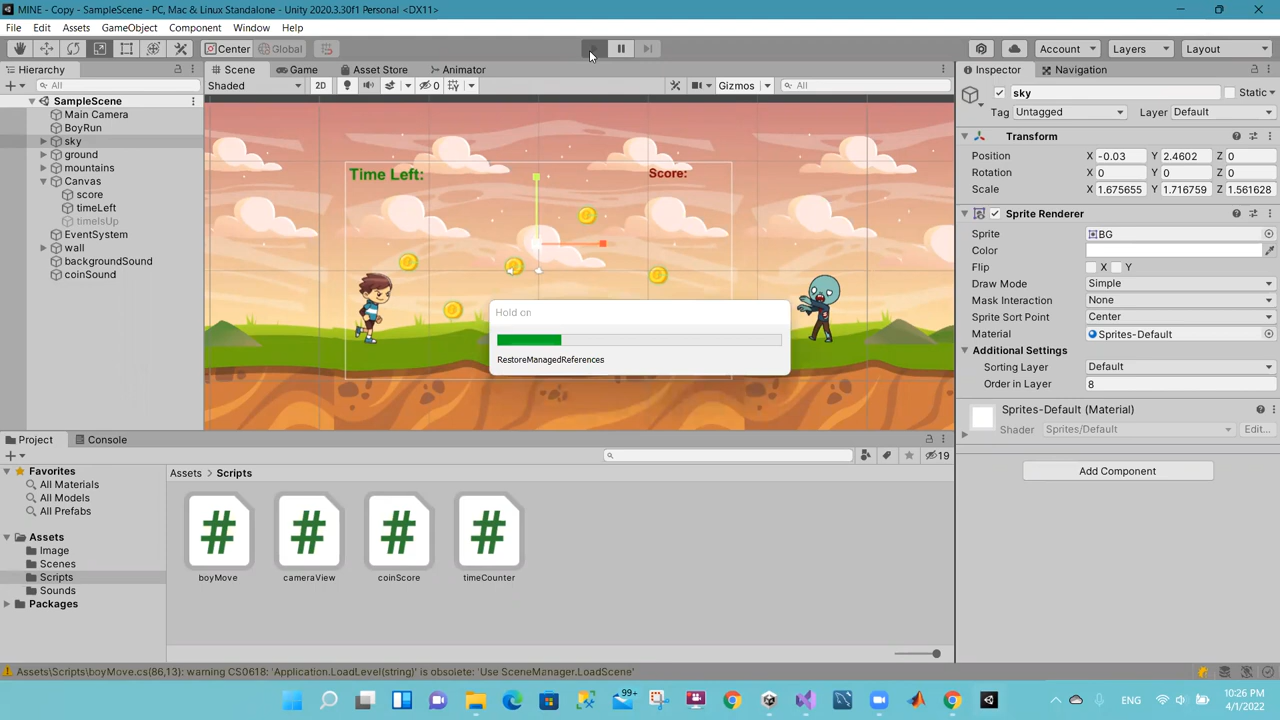 MINE - Copy - SampleScene - PC, Mac & Linux Standalone - Unity 2020.3.30f1 Personal <DX11>
File Edit Assets GameObject Component Window Help
Center Global Account Layers Layout
Hierarchy Scene Game Asset Store Animator Inspector Navigation
All Shaded 2D 0 Gizmos All sky Static
SampleScene Tag Untagged Layer Default
Main Camera
BoyRun Transform
sky Position X -0.03 Y 2.4602 Z 0
ground Rotation X 0 Y 0 Z 0
mountains Scale X 1.675655 Y 1.716759 Z 1.561628
Canvas Time Left: Score:
score Sprite Renderer
timeLeft Sprite BG
timeIsUp Color
EventSystem Flip X Y
wall Draw Mode Simple
backgroundSound Mask Interaction None
coinSound Sprite Sort Point Center
Hold on Material Sprites-Default
RestoreManagedReferences Additional Settings
Sorting Layer Default
Order in Layer 8
Sprites-Default (Material)
Shader Sprites/Default Edit...
Project Console
19
Add Component
Favorites Assets > Scripts
All Materials
All Models
All Prefabs
Assets
Image
Scenes
Scripts boyMove cameraView coinScore timeCounter
Sounds
Packages
Assets\Scripts\boyMove.cs(86,13): warning CS0618: 'Application.LoadLevel(string)' is obsolete: 'Use SceneManager.LoadScene'
99+ ENG 10:26 PM
4/1/2022